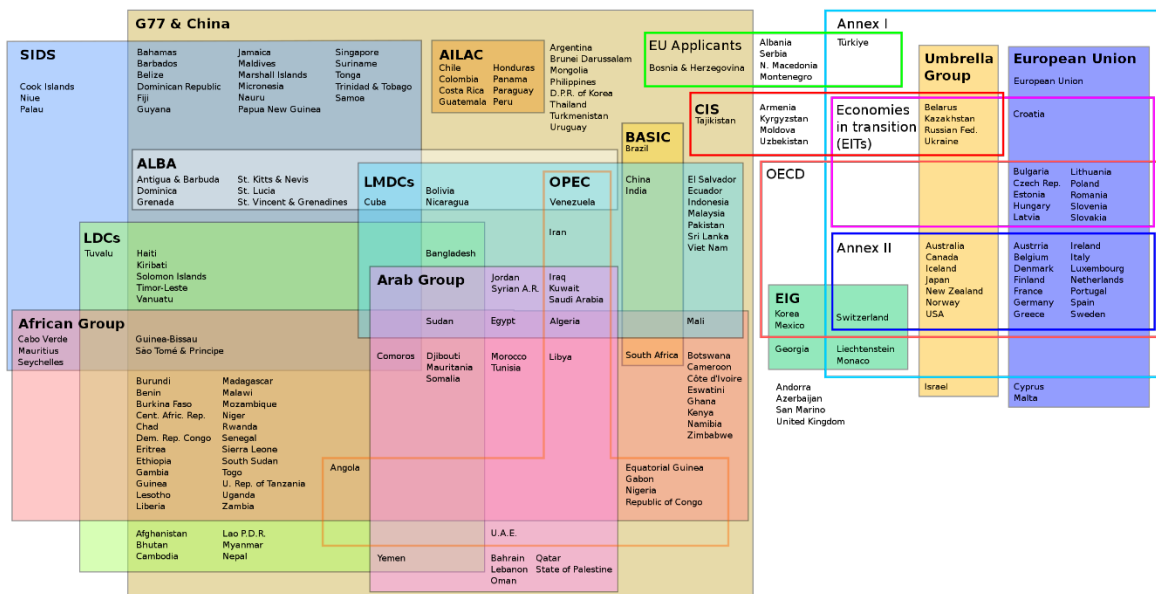 G77 & China
SIDS
Cook Islands
Niue
Palau
Bahamas
Barbados
Belize
Dominican Republic
Fiji
Guyana
Jamaica
Maldives
Marshall Islands
Micronesia
Nauru
Papua New Guinea
Singapore
Suriname
Tonga
Trinidad & Tobago
Samoa
AILAC
Chile
Colombia
Costa Rica
Guatemala
Honduras
Panama
Paraguay
Peru
Argentina
Brunei Darussalam
Mongolia
Philippines
D.P.R. of Korea
Thailand
Turkmenistan
Uruguay
EU Applicants
Bosnia & Herzegovina
Albania
Serbia
N. Macedonia
Montenegro
Annex I
Türkiye
Umbrella
Group
European Union
European Union
CIS
Tajikistan
Armenia
Kyrgyzstan
Moldova
Uzbekistan
Economies
in transition
(EITs)
Belarus
Kazakhstan
Russian Fed.
Ukraine
Croatia
BASIC
Brazil
China
India
ALBA
Antigua & Barbuda
Dominica
Grenada
St. Kitts & Nevis
St. Lucia
St. Vincent & Grenadines
LMDCs
Cuba
Bolivia
Nicaragua
OPEC
Venezuela
Iran
El Salvador
Ecuador
Indonesia
Malaysia
Pakistan
Sri Lanka
Viet Nam
OECD
Bulgaria
Czech Rep.
Estonia
Hungary
Latvia
Lithuania
Poland
Romania
Slovenia
Slovakia
LDCs
Tuvalu
Haiti
Kiribati
Solomon Islands
Timor-Leste
Vanuatu
Bangladesh
Arab Group
Jordan
Syrian A.R.
Iraq
Kuwait
Saudi Arabia
Annex II
Australia
Canada
Iceland
Japan
New Zealand
Norway
USA
Austrria
Belgium
Denmark
Finland
France
Germany
Greece
Ireland
Italy
Luxembourg
Netherlands
Portugal
Spain
Sweden
EIG
Korea
Mexico
Switzerland
Georgia
Liechtenstein
Monaco
African Group
Cabo Verde
Mauritius
Seychelles
Guinea-Bissau
São Tomé & Principe
Sudan
Egypt
Algeria
Mali
Comoros
Djibouti
Mauritania
Somalia
Morocco
Tunisia
Libya
South Africa
Botswana
Cameroon
Côte d'Ivoire
Eswatini
Ghana
Kenya
Namibia
Zimbabwe
Andorra
Azerbaijan
San Marino
United Kingdom
Israel
Cyprus
Malta
Burundi
Benin
Burkina Faso
Cent. Afric. Rep.
Chad
Dem. Rep. Congo
Eritrea
Ethiopia
Gambia
Guinea
Lesotho
Liberia
Madagascar
Malawi
Mozambique
Niger
Rwanda
Senegal
Sierra Leone
South Sudan
Togo
U. Rep. of Tanzania
Uganda
Zambia
Angola
Equatorial Guinea
Gabon
Nigeria
Republic of Congo
Afghanistan
Bhutan
Cambodia
Lao P.D.R.
Myanmar
Nepal
U.A.E.
Yemen
Bahrain
Lebanon
Oman
Qatar
State of Palestine